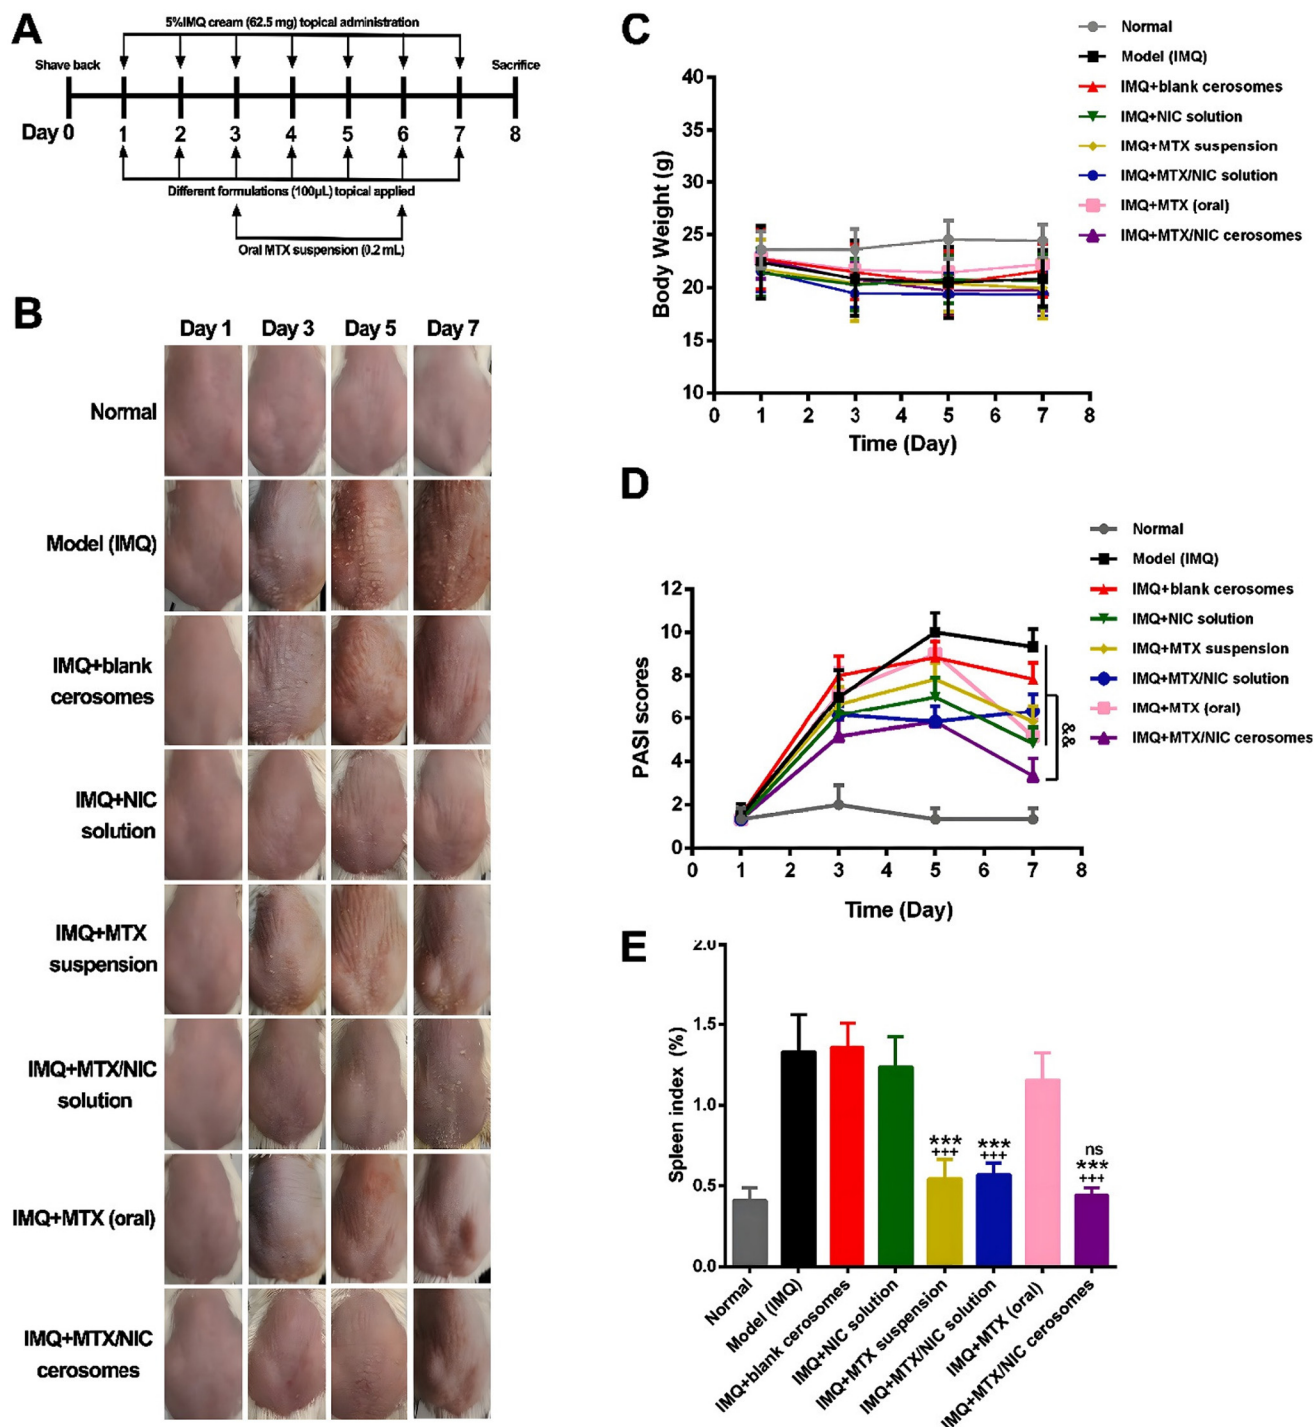 A
5%IMQ cream (62.5 mg) topical administration
Shave back
Sacrifice
Day 0 1 2 3 4 5 6 7 8
Different formulations (100μL) topical applied
Oral MTX suspension (0.2 mL)
B
Day 1 Day 3 Day 5 Day 7
Normal
Model (IMQ)
IMQ+blank
cerosomes
IMQ+NIC
solution
IMQ+MTX
suspension
IMQ+MTX/NIC
solution
IMQ+MTX (oral)
IMQ+MTX/NIC
cerosomes
C
Normal
Model (IMQ)
IMQ+blank cerosomes
IMQ+NIC solution
IMQ+MTX suspension
IMQ+MTX/NIC solution
IMQ+MTX (oral)
IMQ+MTX/NIC cerosomes
Body Weight (g)
40
35
30
25
20
15
10
0 1 2 3 4 5 6 7 8
Time (Day)
D
Normal
Model (IMQ)
IMQ+blank cerosomes
IMQ+NIC solution
IMQ+MTX suspension
IMQ+MTX/NIC solution
IMQ+MTX (oral)
IMQ+MTX/NIC cerosomes
PASI scores
12
10
8
6
4
2
0
&&
0 1 2 3 4 5 6 7 8
Time (Day)
E
Spleen index (%)
2.0
1.5
1.0
0.5
0.0
***
+++
***
+++
ns
***
+++
Normal
Model (IMQ)
IMQ+blank cerosomes
IMQ+NIC solution
IMQ+MTX suspension
IMQ+MTX/NIC solution
IMQ+MTX (oral)
IMQ+MTX/NIC cerosomes